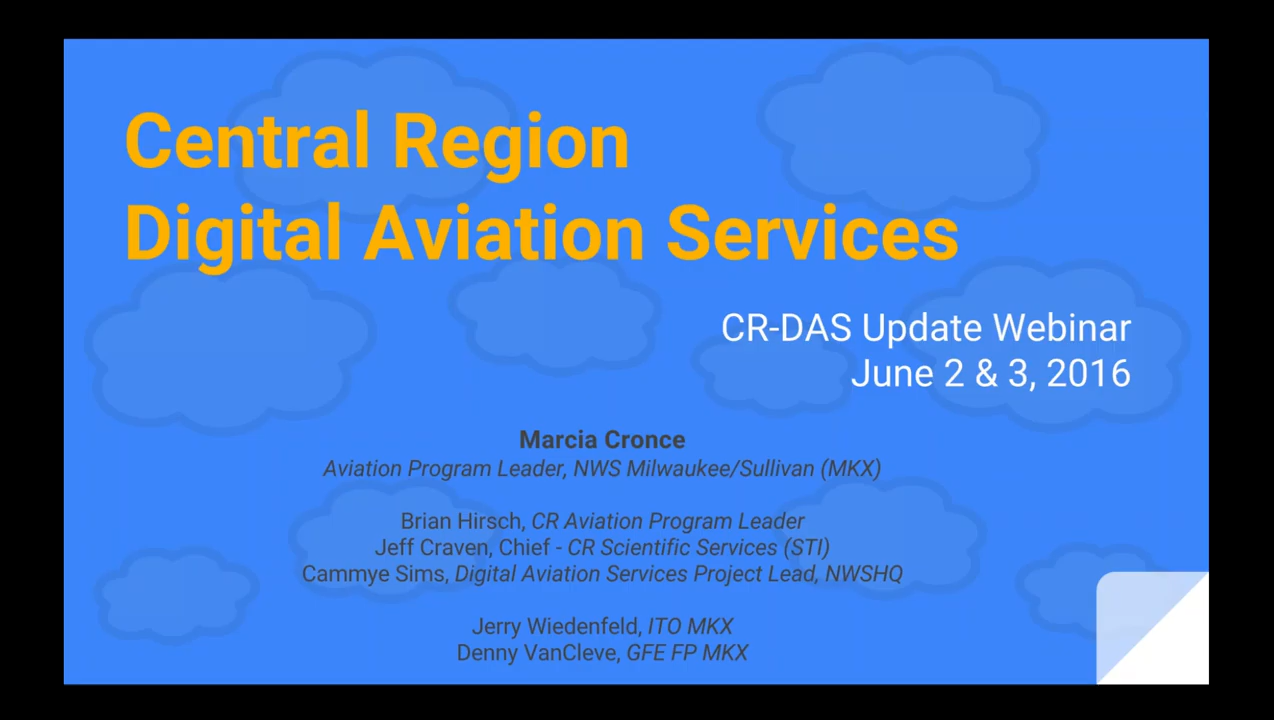 Central Region
Digital Aviation Services
CR-DAS Update Webinar
June 2 & 3, 2016
Marcia Cronce
Aviation Program Leader, NWS Milwaukee/Sullivan (MKX)
Brian Hirsch, CR Aviation Program Leader
Jeff Craven, Chief - CR Scientific Services (STI)
Cammye Sims, Digital Aviation Services Project Lead, NWSHQ
Jerry Wiedenfeld, ITO MKX
Denny VanCleve, GFE FP MKX